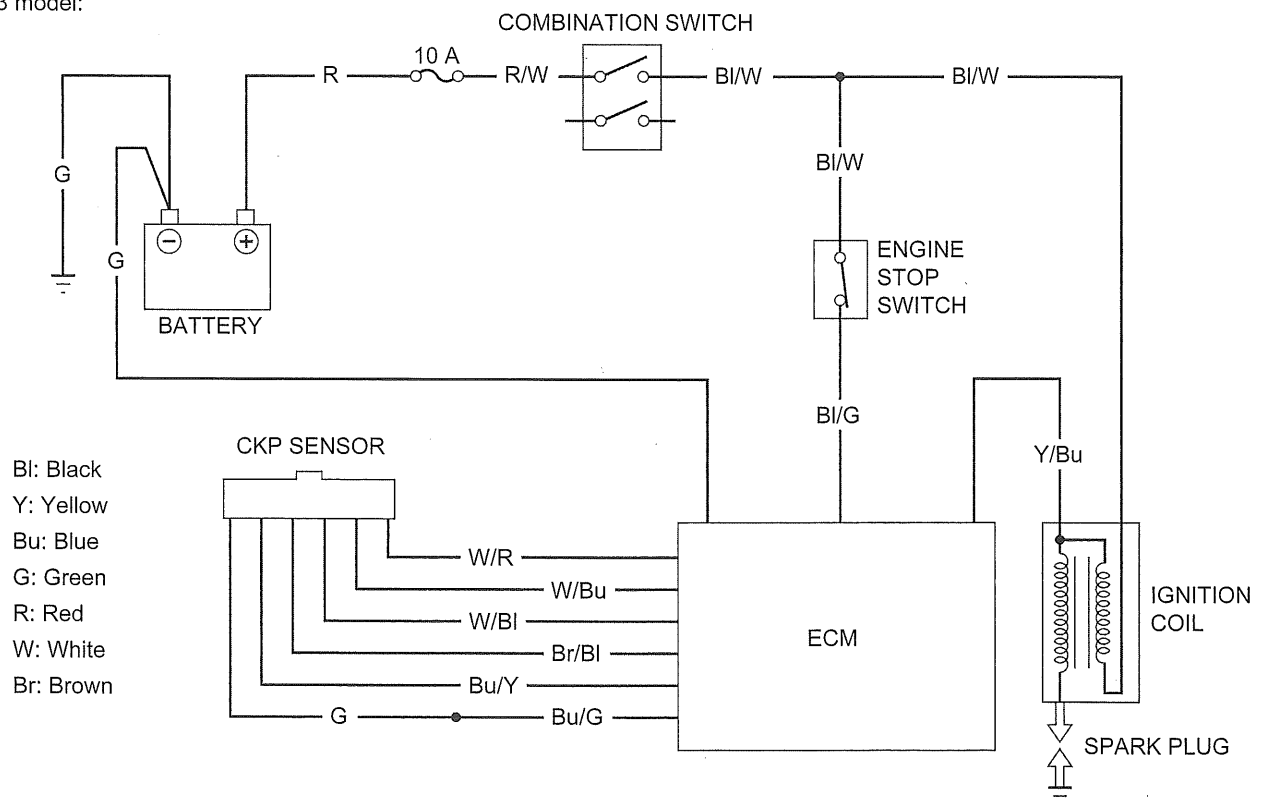 3 model:
COMBINATION SWITCH
10 A
R
R/W
Bl/W
Bl/W
Bl/W
G
G
BATTERY
ENGINE
STOP
SWITCH
Bl/G
CKP SENSOR
Y/Bu
Bl: Black
Y: Yellow
Bu: Blue
G: Green
R: Red
W: White
Br: Brown
W/R
W/Bu
W/Bl
Br/Bl
Bu/Y
G
Bu/G
ECM
IGNITION
COIL
SPARK PLUG